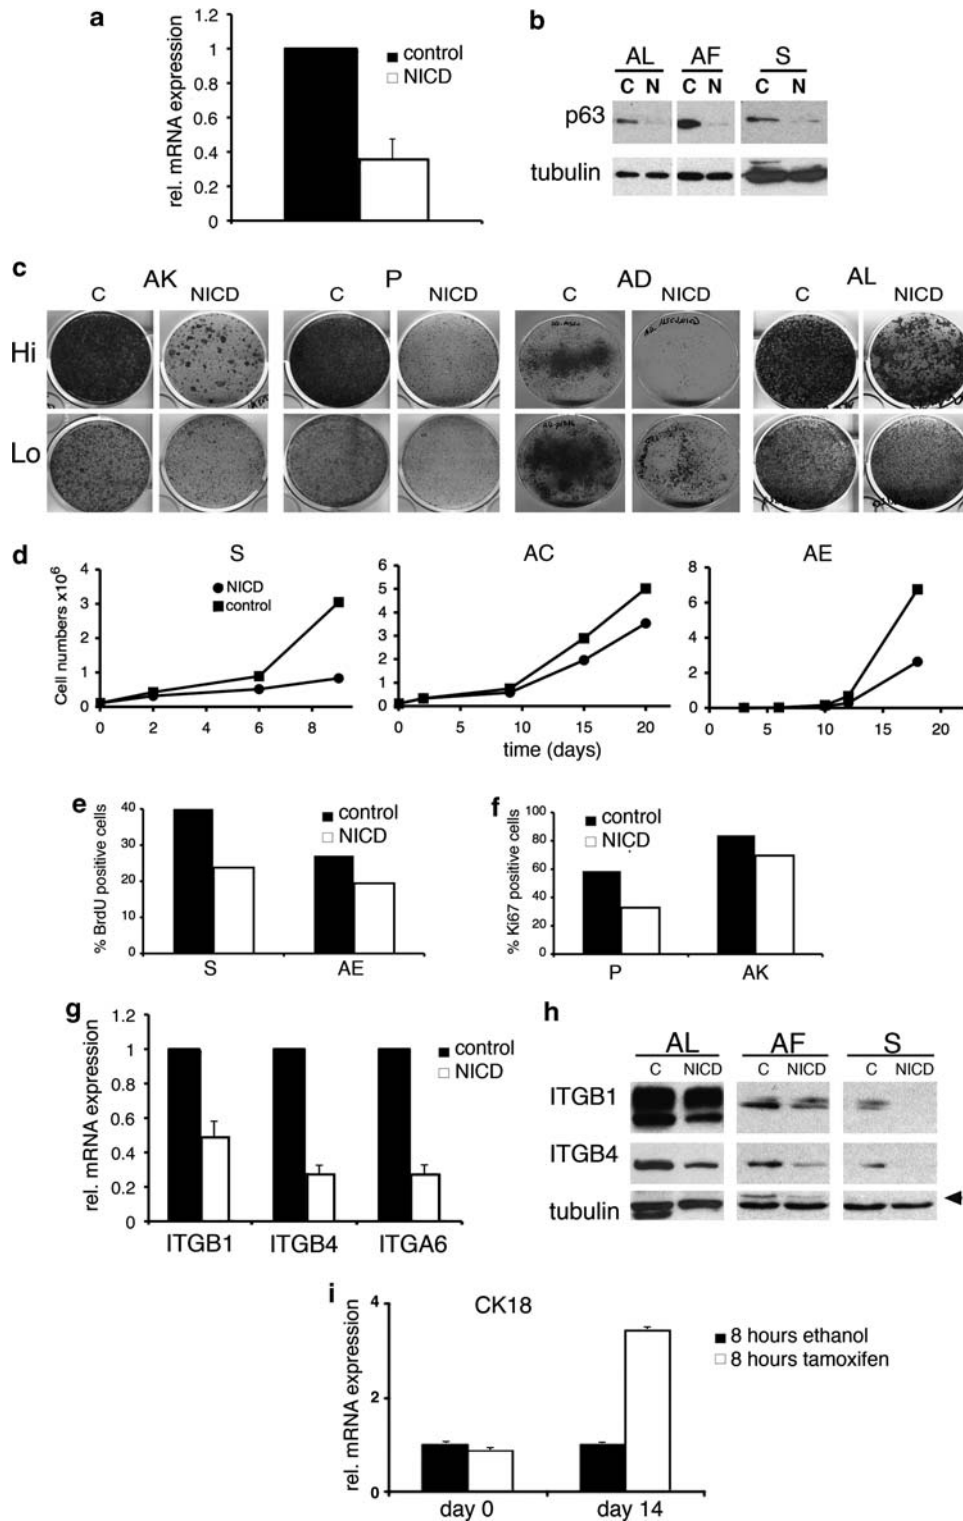 a
rel. mRNA expression
1.2
1
0.8
0.6
0.4
0.2
0
control
NICD
b
AL AF S
C N C N C N
p63
tubulin
c
AK P AD AL
C NICD C NICD C NICD C NICD
Hi
Lo
d
S AC AE
Cell numbers x10⁶
4
3
2
1
0
NICD
control
0 2 4 6 8
6
5
4
3
2
1
0
0 5 10 15 20
8
6
4
2
0
0 5 10 15 20
time (days)
e
% BrdU positive cells
40
30
20
10
0
control
NICD
S AE
f
% Ki67 positive cells
100
80
60
40
20
0
control
NICD
P AK
g
rel. mRNA expression
1.2
1
0.8
0.6
0.4
0.2
0
control
NICD
ITGB1 ITGB4 ITGA6
h
AL AF S
C NICD C NICD C NICD
ITGB1
ITGB4
tubulin
i
CK18
rel. mRNA expression
4
2
0
8 hours ethanol
8 hours tamoxifen
day 0 day 14